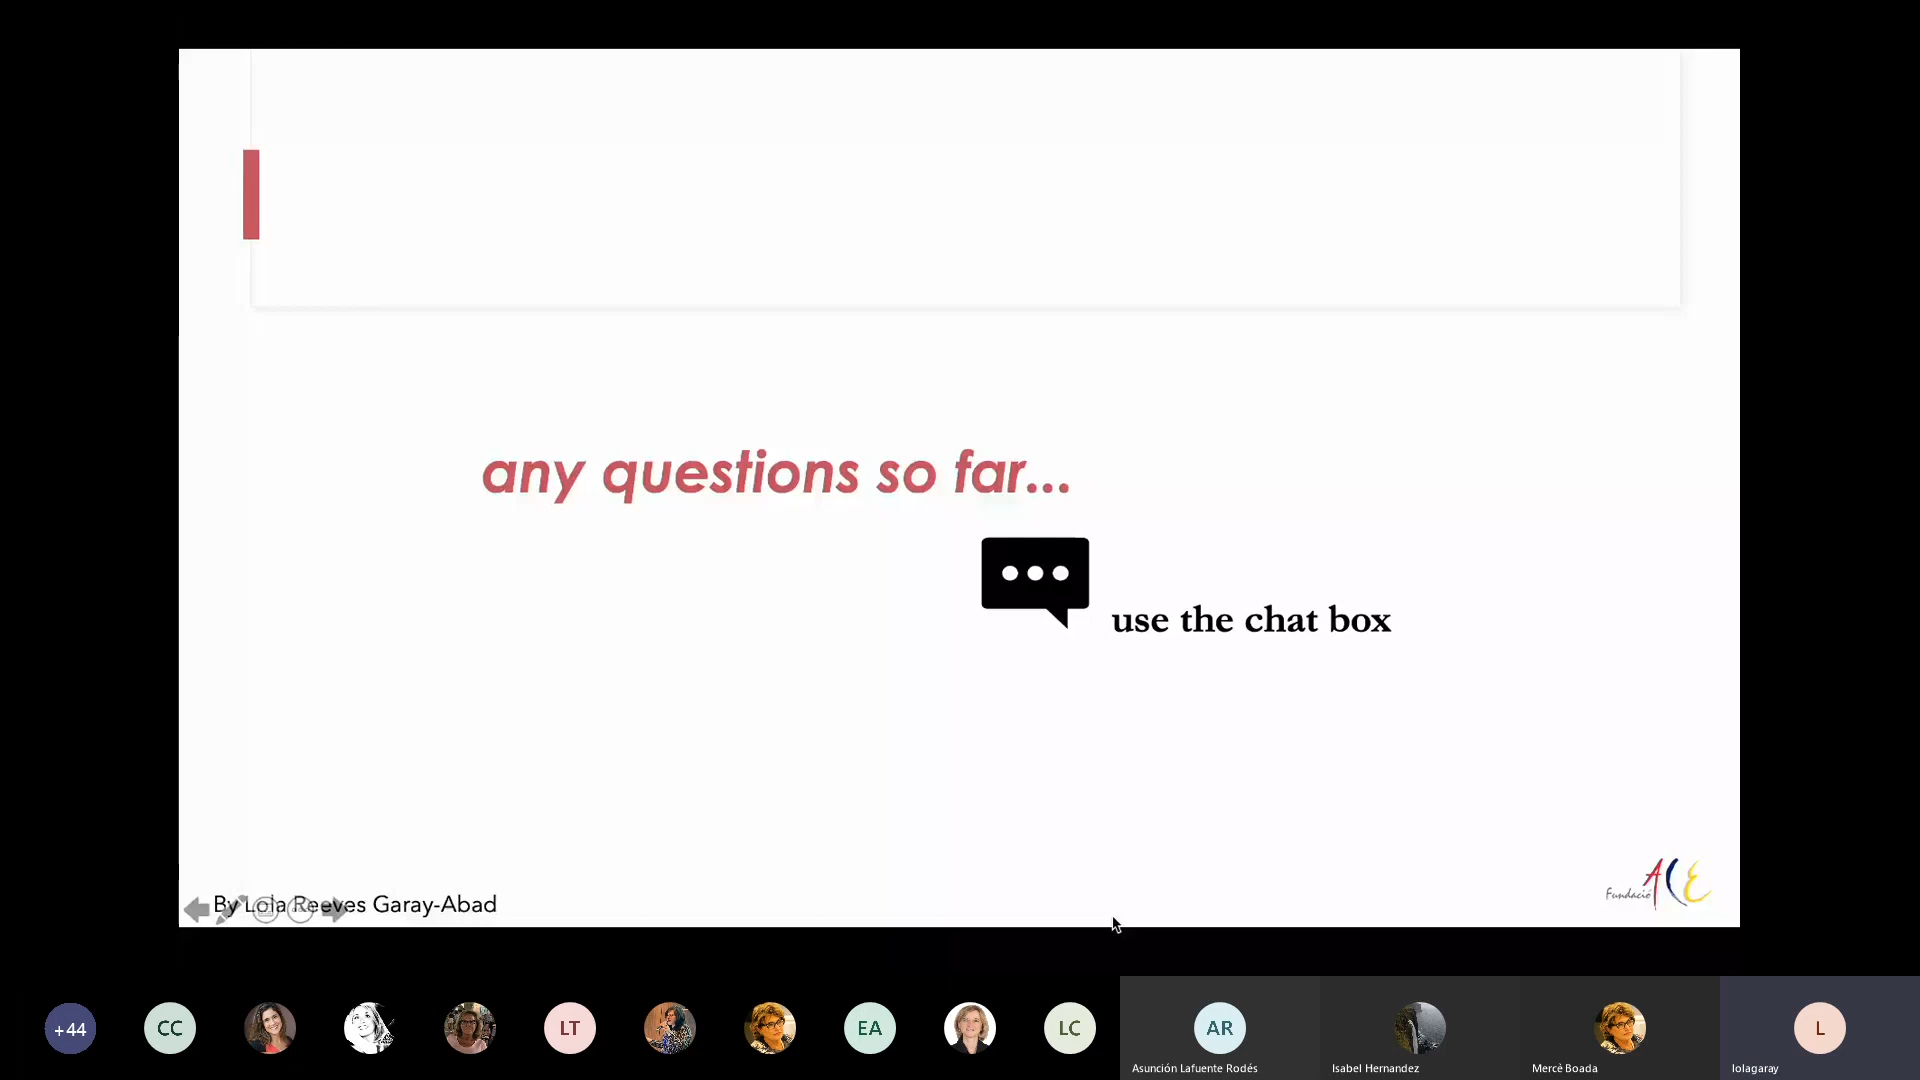 any questions so far...
use the chat box
By Lola Reeves Garay-Abad
Fundació ACE
+44
CC
LT
EA
LC
AR
L
Asunción Lafuente Rodés
Isabel Hernandez
Mercè Boada
lolagaray